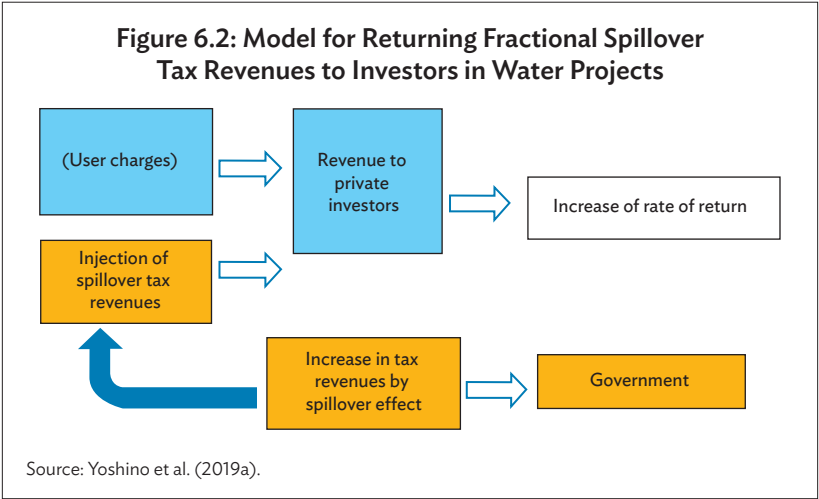 Figure 6.2: Model for Returning Fractional Spillover
Tax Revenues to Investors in Water Projects
(User charges)
Revenue to
private
investors
Increase of rate of return
Injection of
spillover tax
revenues
Increase in tax
revenues by
spillover effect
Government
Source: Yoshino et al. (2019a).